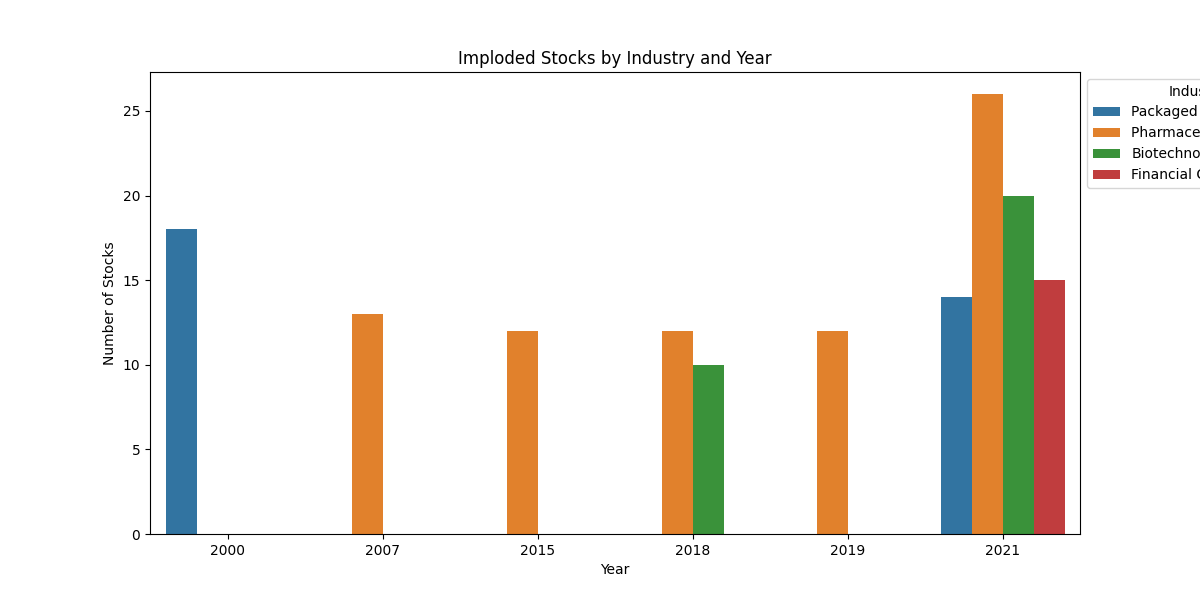 Imploded Stocks by Industry and Year
Indus
Packaged
Pharmace
Biotechno
Financial
25
20
15
10
5
0
Number of Stocks
2000 2007 2015 2018 2019 2021
Year